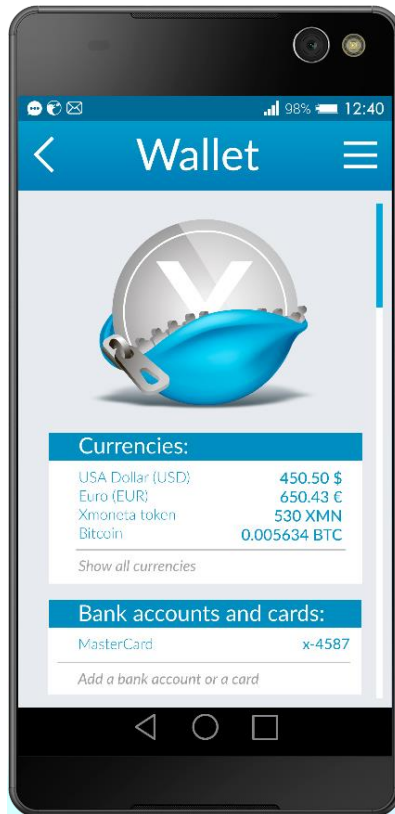 98% 12:40
Wallet
Currencies:
USA Dollar (USD) 450.50 $
Euro (EUR) 650.43 €
Xmoneta token 530 XMN
Bitcoin 0.005634 BTC
Show all currencies
Bank accounts and cards:
MasterCard x-4587
Add a bank account or a card